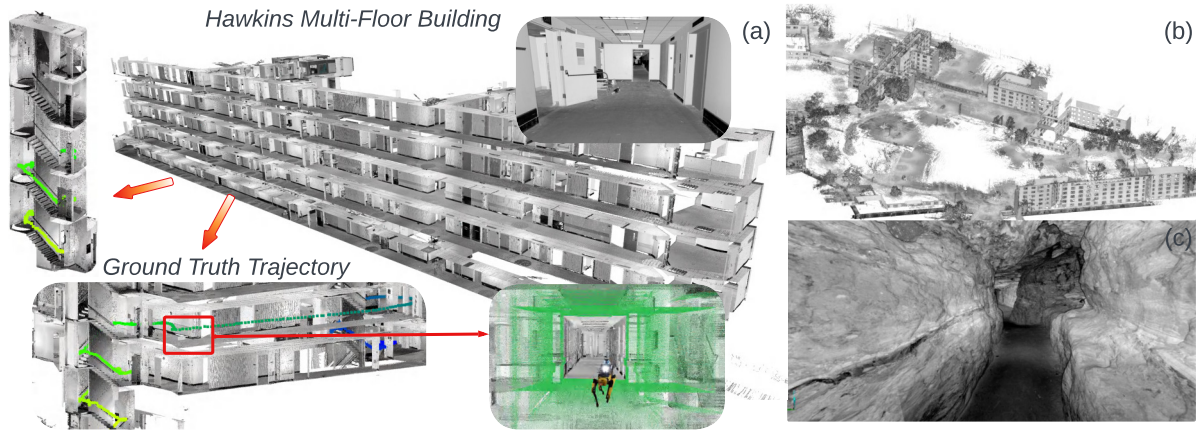 Hawkins Multi-Floor Building
(a)
(b)
Ground Truth Trajectory
(c)